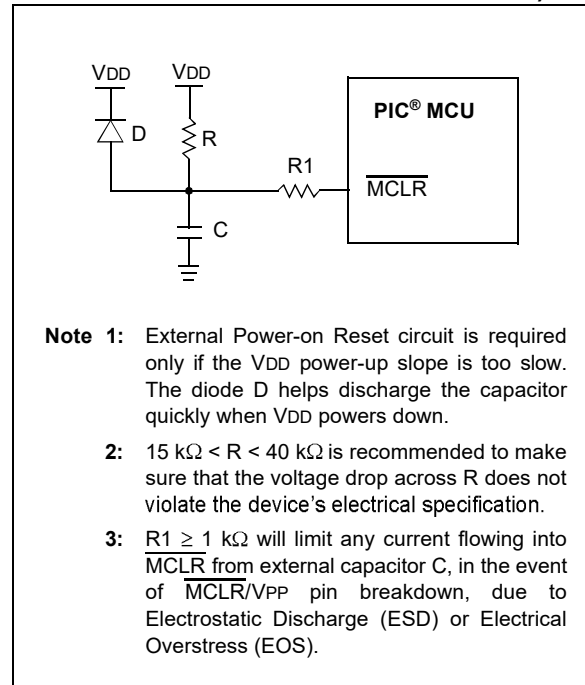 VDD VDD
PIC® MCU
D
R
R1
MCLR
C
Note 1: External Power-on Reset circuit is required
only if the VDD power-up slope is too slow.
The diode D helps discharge the capacitor
quickly when VDD powers down.
2: 15 kΩ < R < 40 kΩ is recommended to make
sure that the voltage drop across R does not
violate the device’s electrical specification.
3: R1 ≥ 1 kΩ will limit any current flowing into
MCLR from external capacitor C, in the event
of MCLR/VPP pin breakdown, due to
Electrostatic Discharge (ESD) or Electrical
Overstress (EOS).